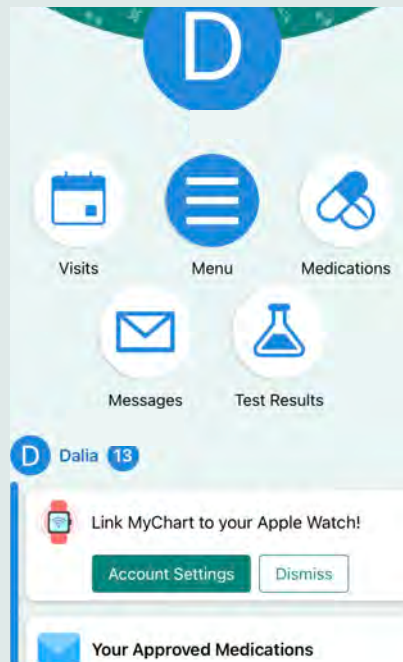 D
Visits Menu Medications
Messages Test Results
D Dalia 13
Link MyChart to your Apple Watch!
Account Settings Dismiss
Your Approved Medications